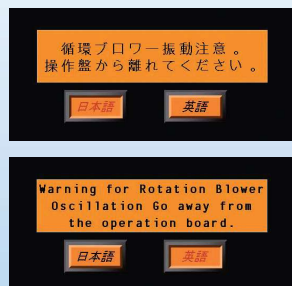 循環ブロワー振動注意。
操作盤から離れてください。
日本語 英語
Warning for Rotation Blower
Oscillation Go away from
the operation board.
日本語 英語